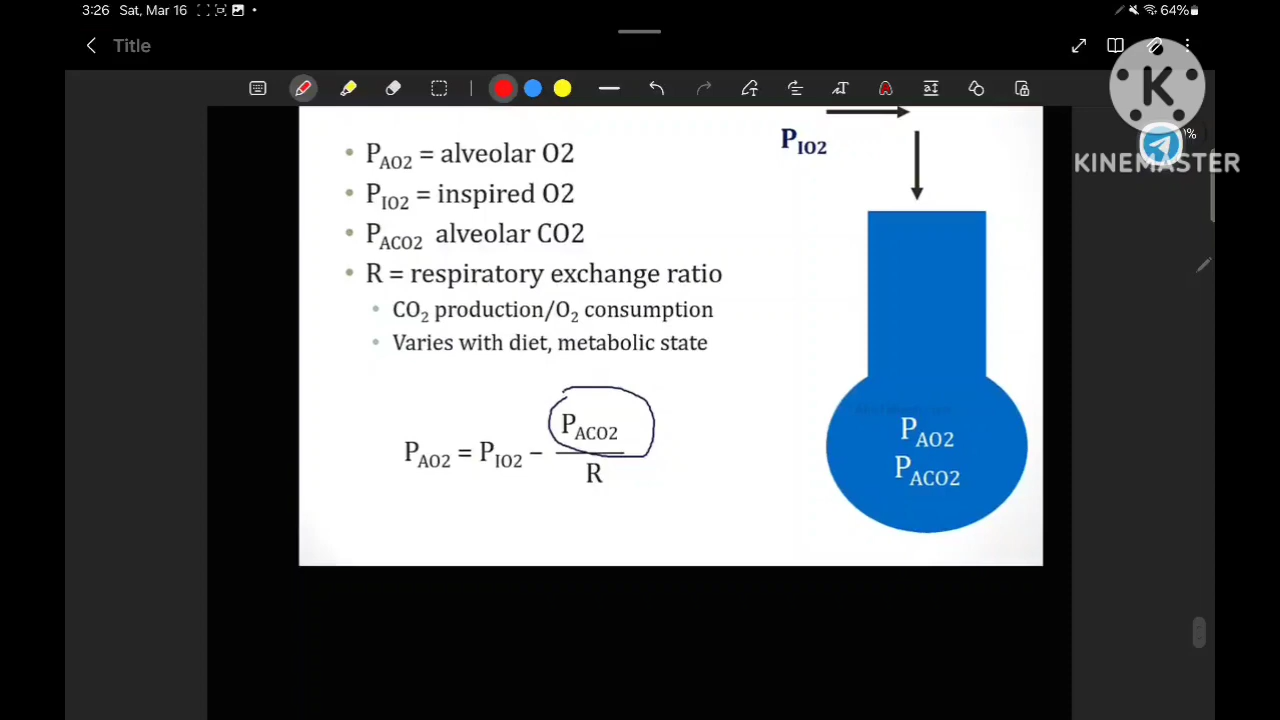 3:26 Sat, Mar 16
64%
Title
K
%
KINEMASTER
PIO2
• PAO2 = alveolar O2
• PIO2 = inspired O2
• PACO2 alveolar CO2
• R = respiratory exchange ratio
• CO2 production/O2 consumption
• Varies with diet, metabolic state
PACO2
PAO2 = PIO2 −
R
PAO2
PACO2